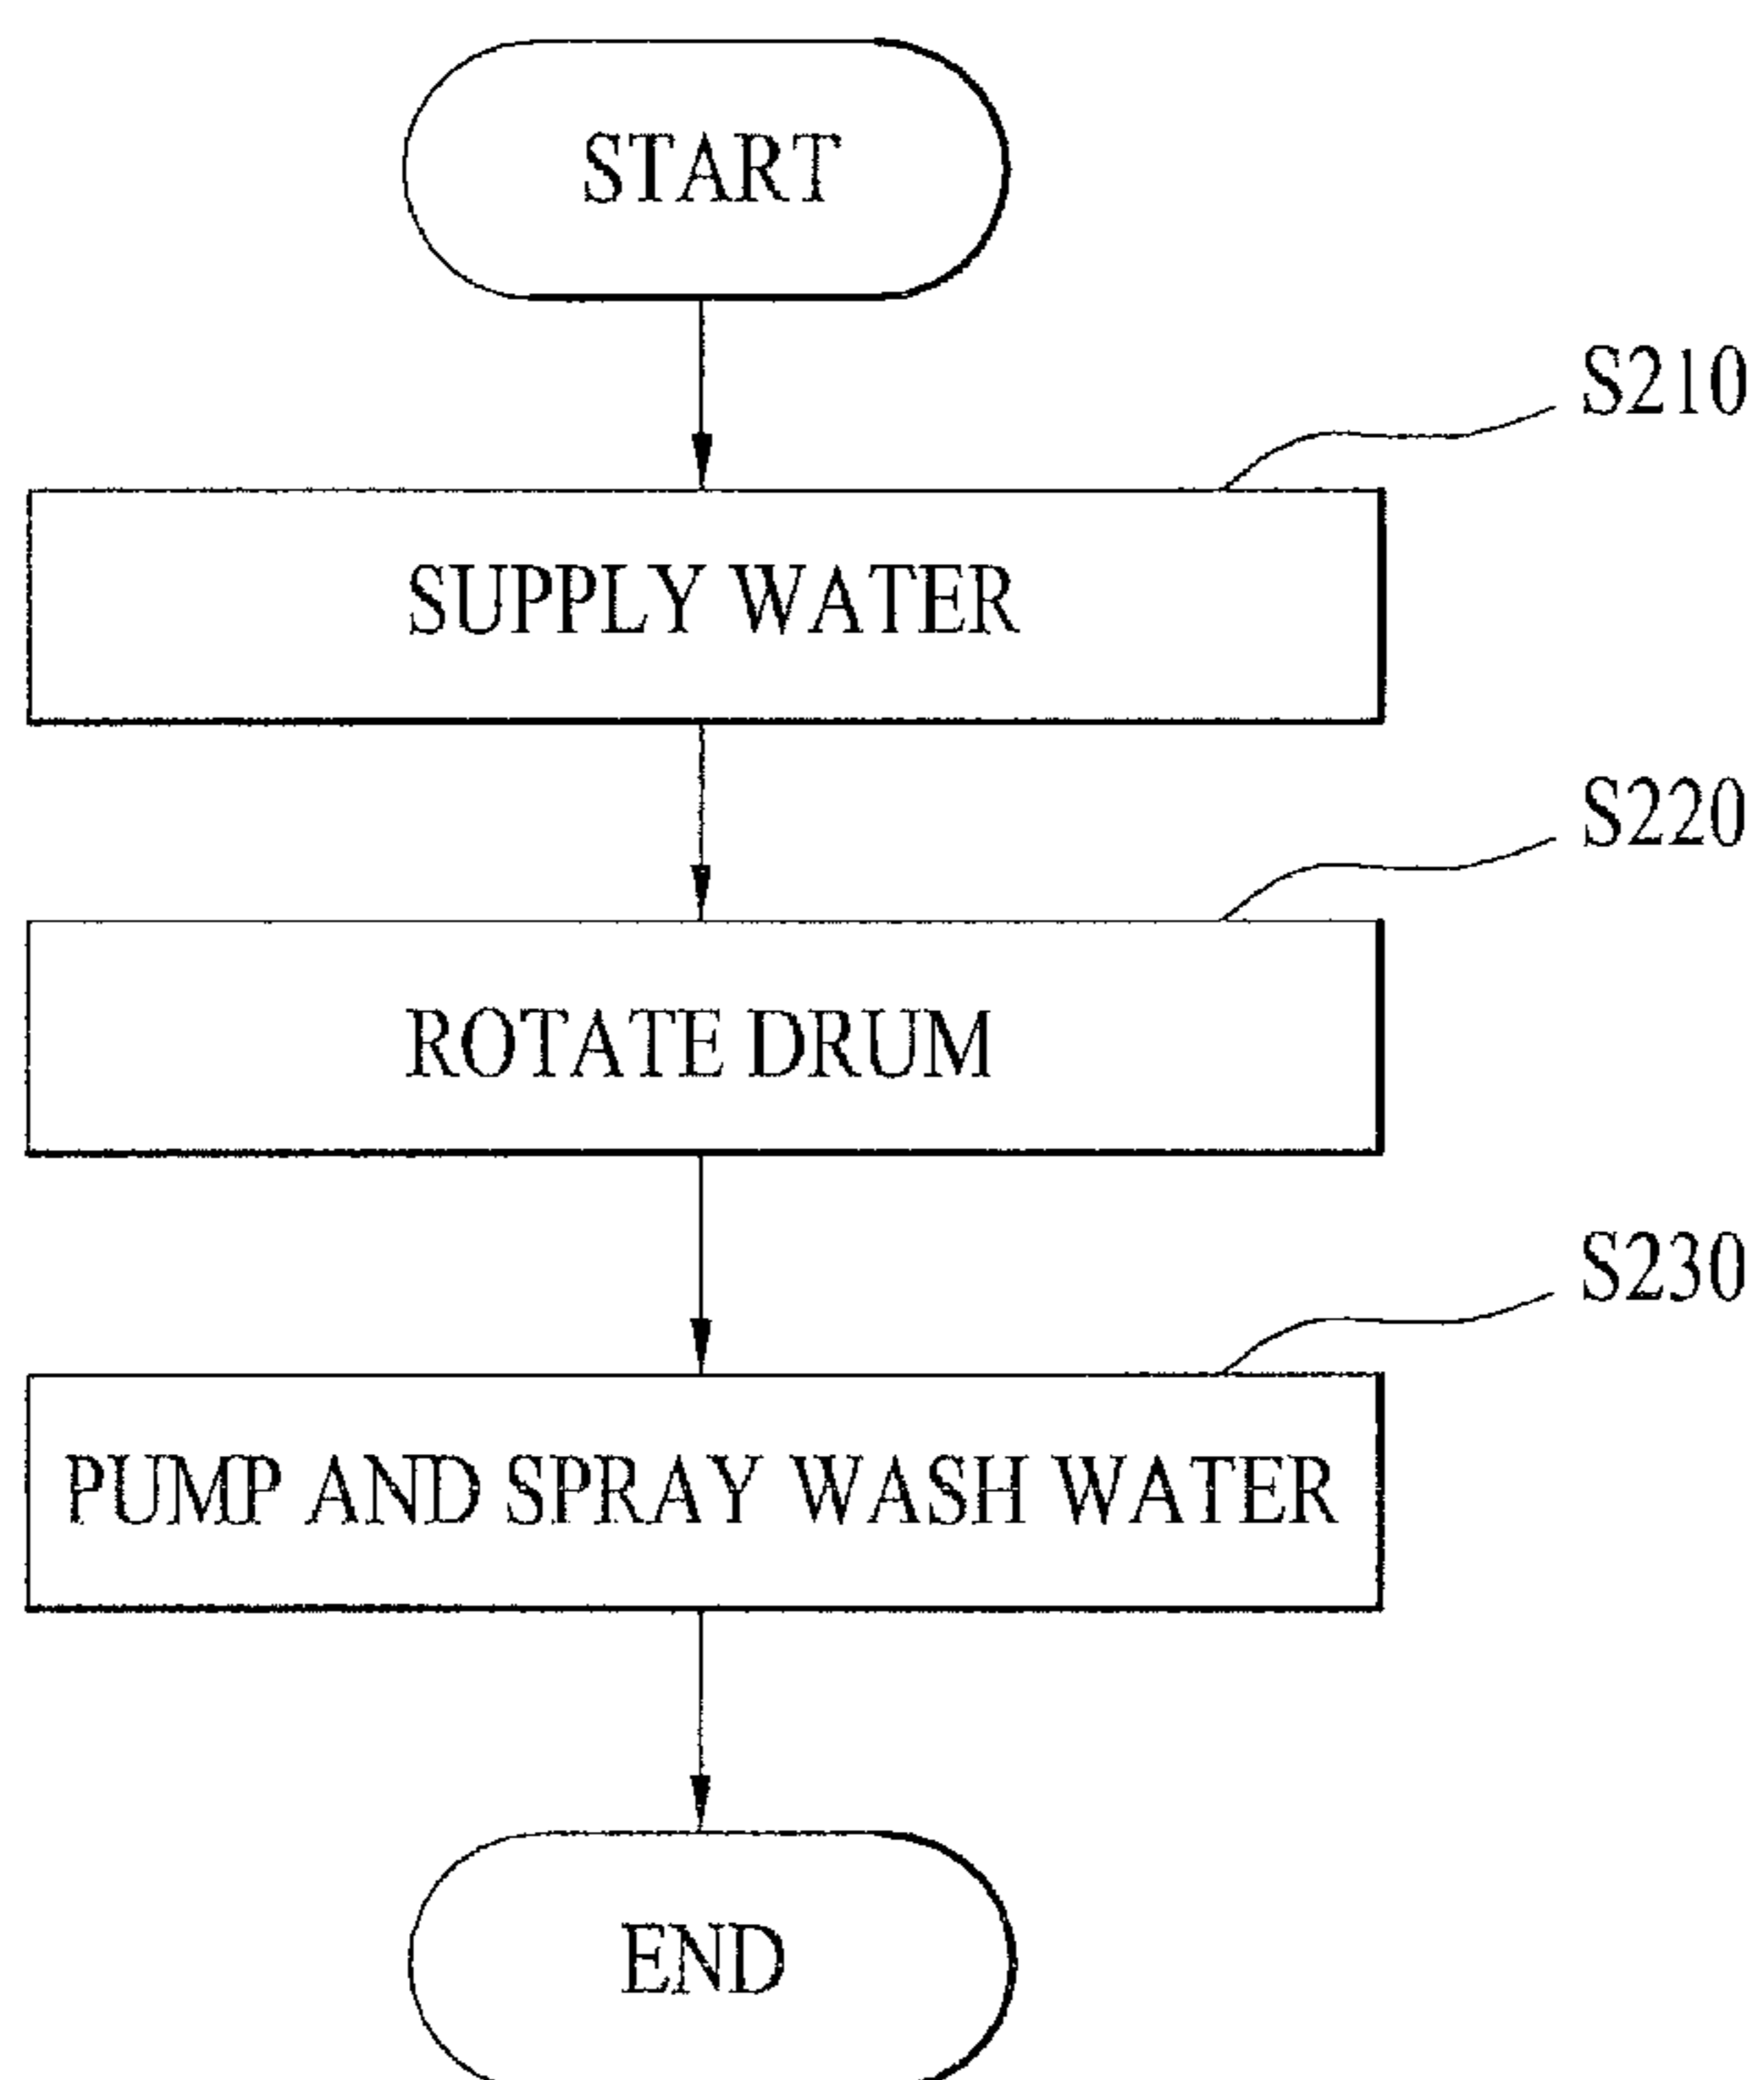 START
S210
SUPPLY WATER
S220
ROTATE DRUM
S230
PUMP AND SPRAY WASH WATER
END